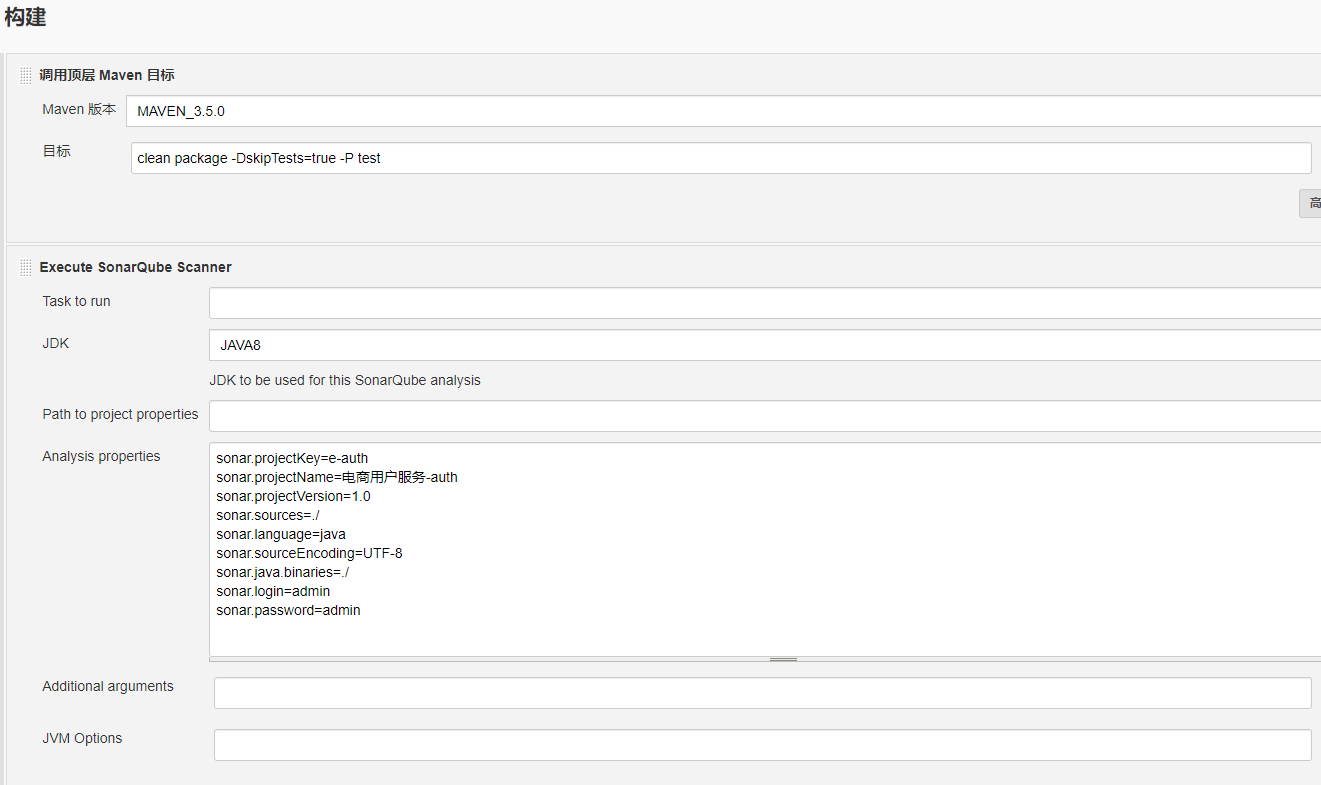 构建
调用顶层 Maven 目标
Maven 版本
MAVEN_3.5.0
目标
clean package -DskipTests=true -P test
高
Execute SonarQube Scanner
Task to run
JDK
JAVA8
JDK to be used for this SonarQube analysis
Path to project properties
Analysis properties
sonar.projectKey=e-auth
sonar.projectName=电商用户服务-auth
sonar.projectVersion=1.0
sonar.sources=./
sonar.language=java
sonar.sourceEncoding=UTF-8
sonar.java.binaries=./
sonar.login=admin
sonar.password=admin
Additional arguments
JVM Options